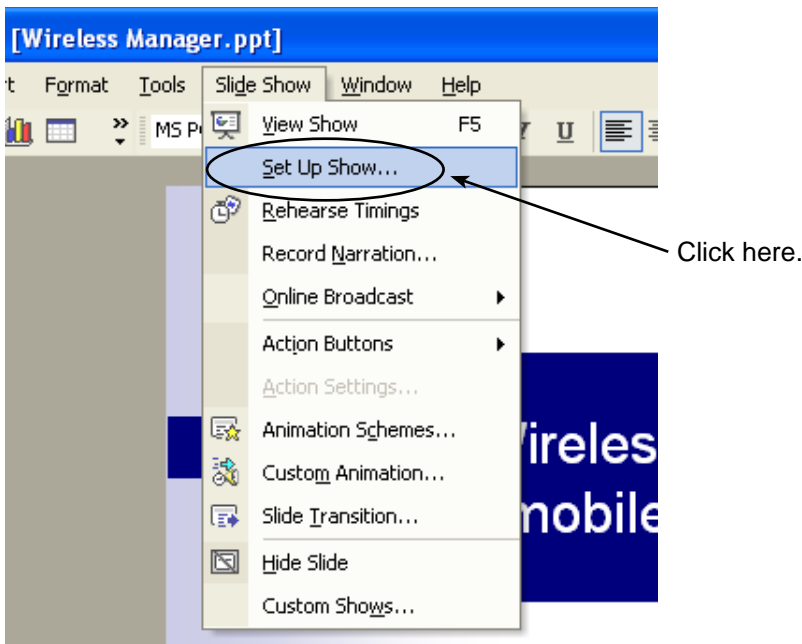 [Wireless Manager.ppt]
t Format Tools Slide Show Window Help
MS P U
View Show F5
Set Up Show...
Rehearse Timings
Record Narration...
Click here.
Online Broadcast
Action Buttons
Action Settings...
Animation Schemes...
ireles
Custom Animation...
mobile
Slide Transition...
Hide Slide
Custom Shows...